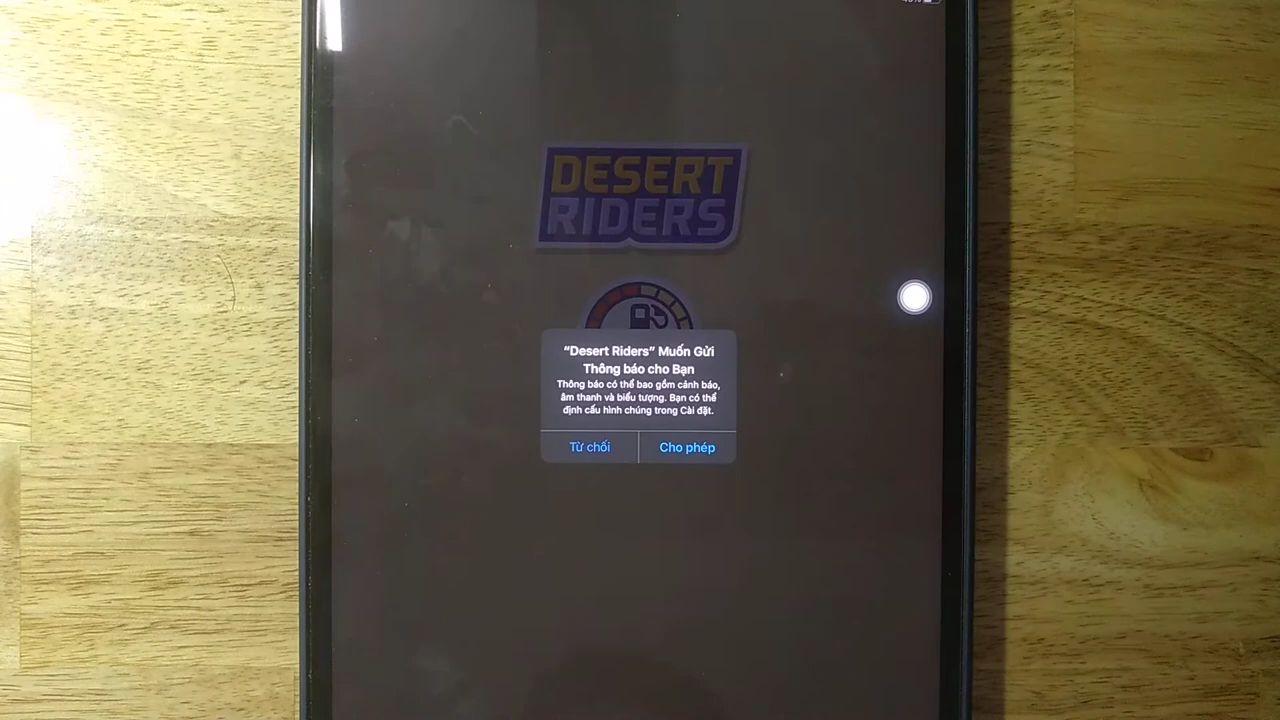 DESERT
RIDERS
“Desert Riders” Muốn Gửi
Thông báo cho Bạn
Thông báo có thể bao gồm cảnh báo,
âm thanh và biểu tượng. Bạn có thể
định cấu hình chúng trong Cài đặt.
Từ chối
Cho phép